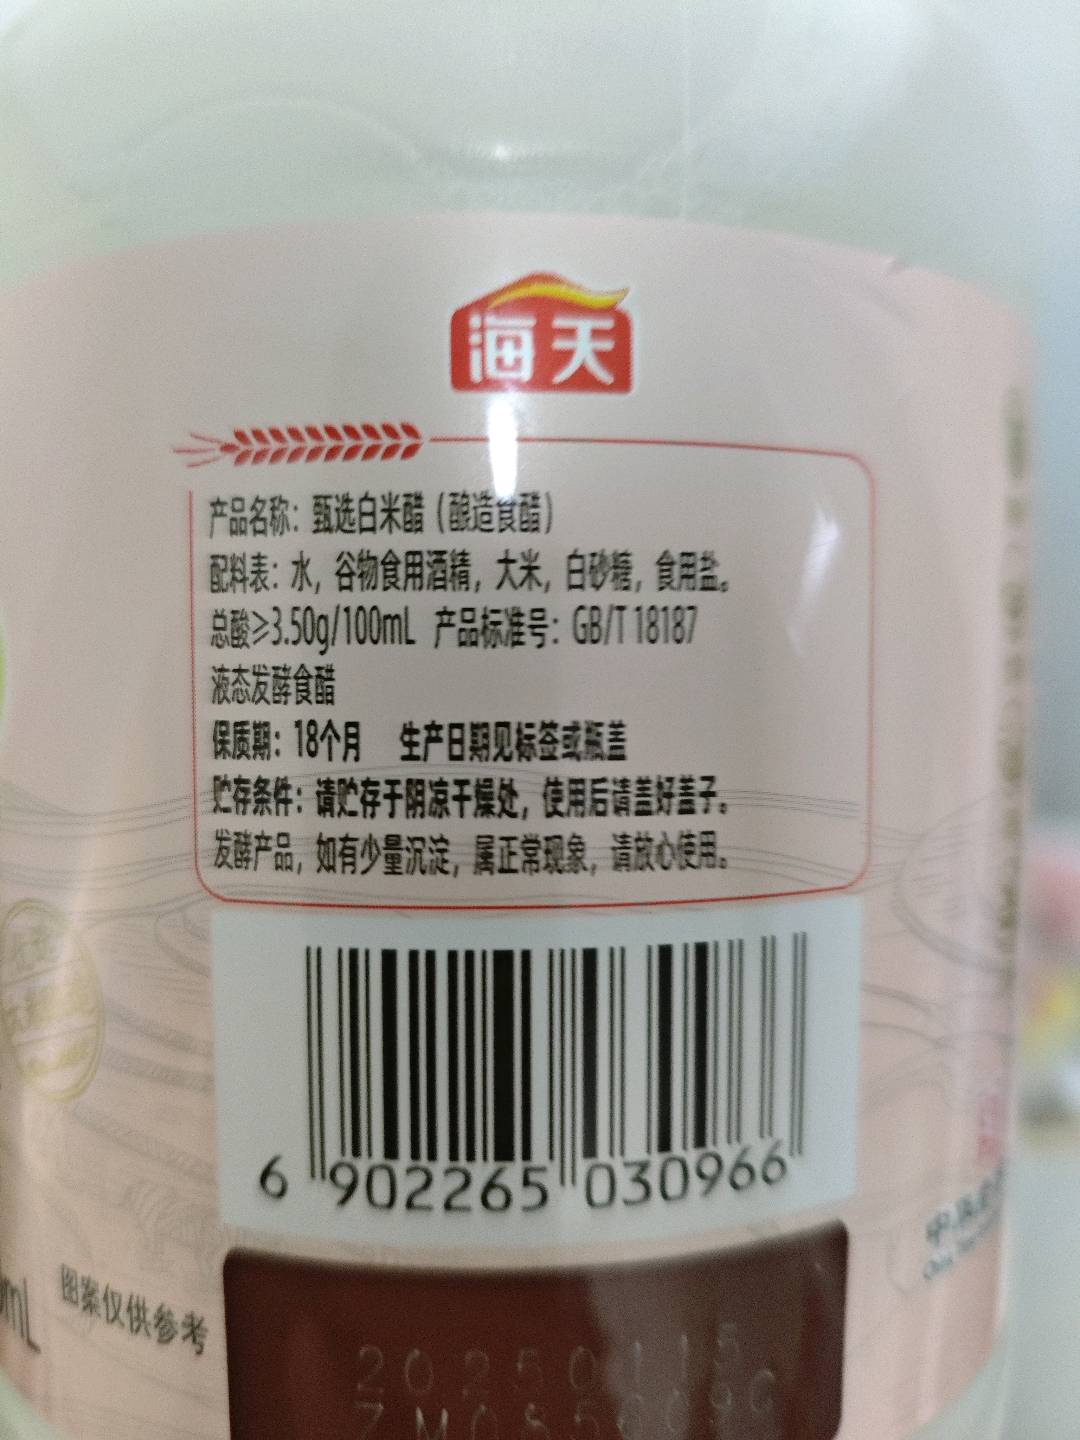 海天
产品名称：甄选白米醋（酿造食醋）
配料表：水，谷物食用酒精，大米，白砂糖，食用盐。
总酸≥3.50g/100mL 产品标准号：GB/T 18187
液态发酵食醋
保质期：18个月 生产日期见标签或瓶盖
贮存条件：请贮存于阴凉干燥处，使用后请盖好盖子。
发酵产品，如有少量沉淀，属正常现象，请放心使用。
6 902265 030966
mL
图案仅供参考
20250115